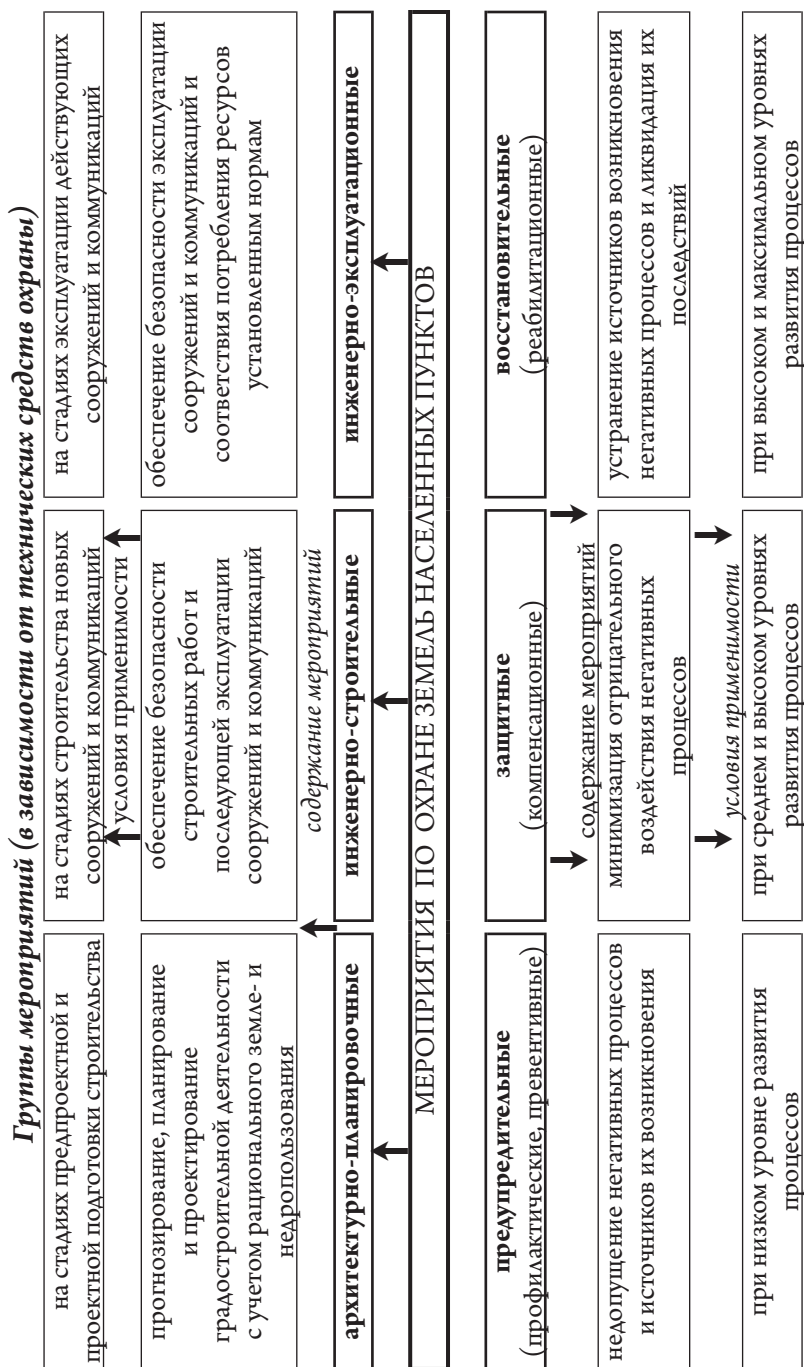 Группы мероприятий (в зависимости от технических средств охраны)
на стадиях предпроектной и
проектной подготовки строительства
на стадиях строительства новых
сооружений и коммуникаций
на стадиях эксплуатации действующих
сооружений и коммуникаций
условия применимости
прогнозирование, планирование
и проектирование
градостроительной деятельности
с учетом рационального земле- и
недропользования
обеспечение безопасности
строительных работ и
последующей эксплуатации
сооружений и коммуникаций
обеспечение безопасности эксплуатации
сооружений и коммуникаций и
соответствия потребления ресурсов
установленным нормам
содержание мероприятий
архитектурно-планировочные
инженерно-строительные
инженерно-эксплуатационные
МЕРОПРИЯТИЯ ПО ОХРАНЕ ЗЕМЕЛЬ НАСЕЛЕННЫХ ПУНКТОВ
предупредительные
(профилактические, превентивные)
защитные
(компенсационные)
восстановительные
(реабилитационные)
содержание мероприятий
недопущение негативных процессов
и источников их возникновения
минимизация отрицательного
воздействия негативных
процессов
устранение источников возникновения
негативных процессов и ликвидация их
последствий
условия применимости
при низком уровне развития
процессов
при среднем и высоком уровнях
развития процессов
при высоком и максимальном уровнях
развития процессов